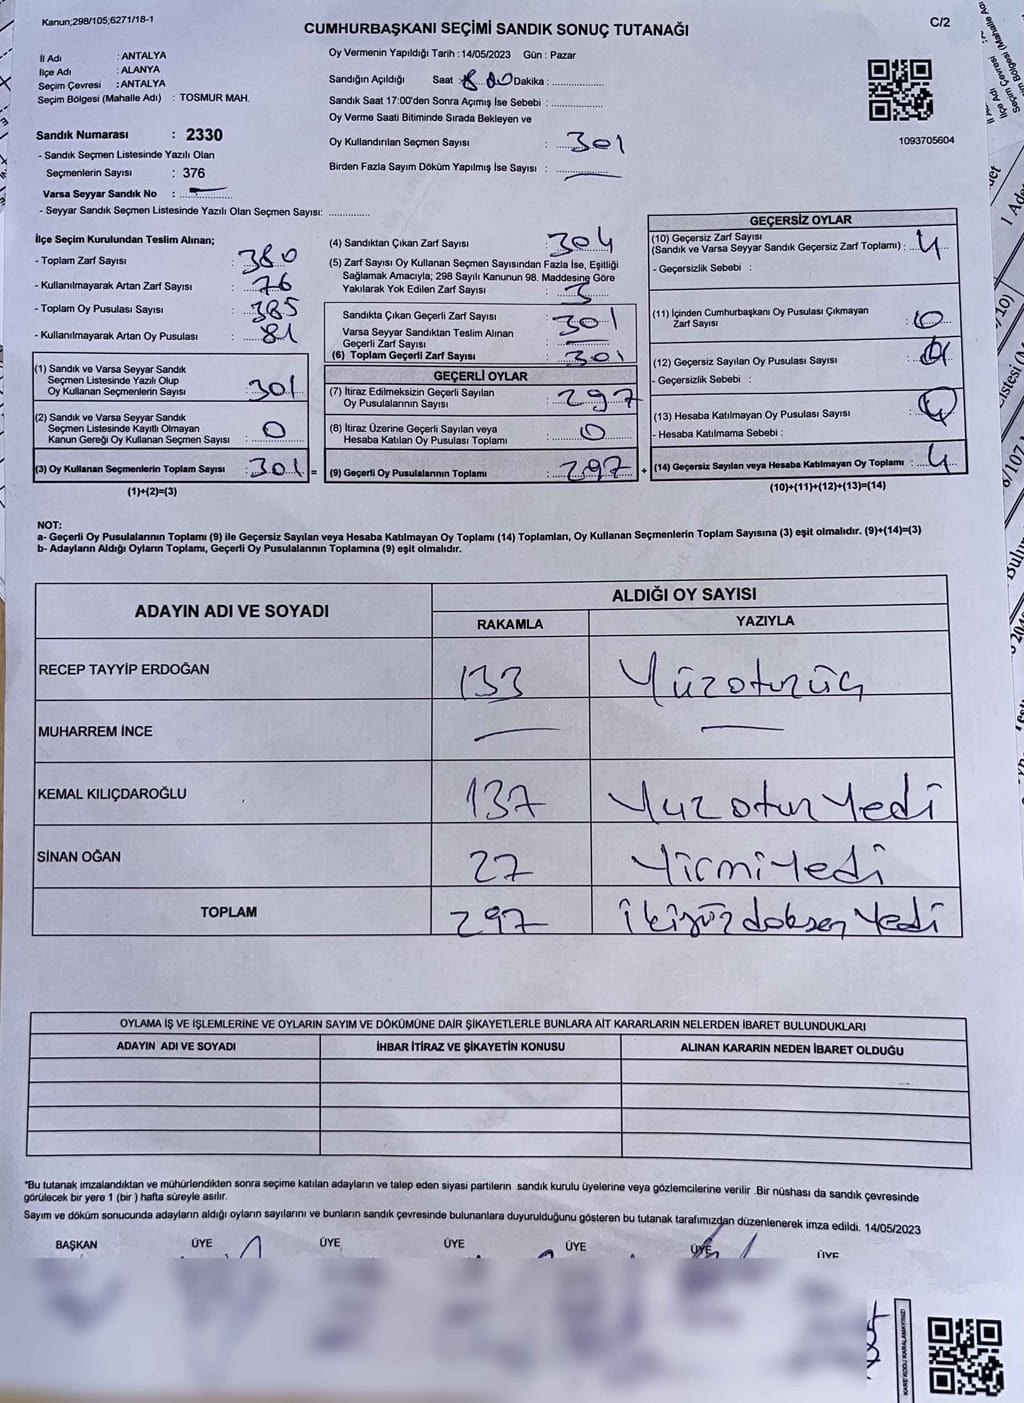 Kanun;298/105,6271/18-1
C/2
CUMHURBAŞKANI SEÇİMİ SANDIK SONUÇ TUTANAĞI
İl Adı : ANTALYA
İlçe Adı : ALANYA
Seçim Çevresi : ANTALYA
Seçim Bölgesi (Mahalle Adı) : TOSMUR MAH.
Sandık Numarası : 2330
- Sandık Seçmen Listesinde Yazılı Olan
Seçmenlerin Sayısı : 376
Varsa Seyyar Sandık No : —
- Seyyar Sandık Seçmen Listesinde Yazılı Olan Seçmen Sayısı: ..............
Oy Vermenin Yapıldığı Tarih : 14/05/2023 Gün : Pazar
Sandığın Açıldığı Saat : 8.00 Dakika : ..................
Sandık Saat 17:00'den Sonra Açımış İse Sebebi : ..................
Oy Verme Saati Bitiminde Sırada Bekleyen ve
Oy Kullandırılan Seçmen Sayısı : 301
Birden Fazla Sayım Döküm Yapılmış İse Sayısı : —
1093705604
İlçe Seçim Kurulundan Teslim Alınan;
- Toplam Zarf Sayısı : 380
- Kullanılmayarak Artan Zarf Sayısı : 76
- Toplam Oy Pusulası Sayısı : 385
- Kullanılmayarak Artan Oy Pusulası : 81
(1) Sandık ve Varsa Seyyar Sandık
Seçmen Listesinde Yazılı Olup
Oy Kullanan Seçmenlerin Sayısı : 301
(2) Sandık ve Varsa Seyyar Sandık
Seçmen Listesinde Kayıtlı Olmayan
Kanun Gereği Oy Kullanan Seçmen Sayısı : 0
(3) Oy Kullanan Seçmenlerin Toplam Sayısı : 301 =
(1)+(2)=(3)
(4) Sandıktan Çıkan Zarf Sayısı : 304
(5) Zarf Sayısı Oy Kullanan Seçmen Sayısından Fazla İse, Eşitliği
Sağlamak Amacıyla; 298 Sayılı Kanunun 98. Maddesine Göre
Yakılarak Yok Edilen Zarf Sayısı : 3
Sandıkta Çıkan Geçerli Zarf Sayısı : 301
Varsa Seyyar Sandıktan Teslim Alınan
Geçerli Zarf Sayısı : —
(6) Toplam Geçerli Zarf Sayısı : 301
GEÇERLİ OYLAR
(7) İtiraz Edilmeksizin Geçerli Sayılan
Oy Pusulalarının Sayısı : 297
(8) İtiraz Üzerine Geçerli Sayılan veya
Hesaba Katılan Oy Pusulası Toplamı : 0
(9) Geçerli Oy Pusulalarının Toplamı : 297 +
GEÇERSİZ OYLAR
(10) Geçersiz Zarf Sayısı
(Sandık ve Varsa Seyyar Sandık Geçersiz Zarf Toplamı) : 4
- Geçersizlik Sebebi :
(11) İçinden Cumhurbaşkanı Oy Pusulası Çıkmayan
Zarf Sayısı : 0
(12) Geçersiz Sayılan Oy Pusulası Sayısı :
- Geçersizlik Sebebi :
(13) Hesaba Katılmayan Oy Pusulası Sayısı :
- Hesaba Katılmama Sebebi :
(14) Geçersiz Sayılan veya Hesaba Katılmayan Oy Toplamı : 4
(10)+(11)+(12)+(13)=(14)
NOT:
a- Geçerli Oy Pusulalarının Toplamı (9) ile Geçersiz Sayılan veya Hesaba Katılmayan Oy Toplamı (14) Toplamları, Oy Kullanan Seçmenlerin Toplam Sayısına (3) eşit olmalıdır. (9)+(14)=(3)
b- Adayların Aldığı Oyların Toplamı, Geçerli Oy Pusulalarının Toplamına (9) eşit olmalıdır.
ADAYIN ADI VE SOYADI
ALDIĞI OY SAYISI
RAKAMLA YAZIYLA
RECEP TAYYİP ERDOĞAN 133 Yüzotuzüç
MUHARREM İNCE — —
KEMAL KILIÇDAROĞLU 137 Yuzotuz Yedi
SİNAN OĞAN 27 Yirmi Yedi
TOPLAM 297 ikiyüz doksan Yedi
OYLAMA İŞ VE İŞLEMLERİNE VE OYLARIN SAYIM VE DÖKÜMÜNE DAİR ŞİKAYETLERLE BUNLARA AİT KARARLARIN NELERDEN İBARET BULUNDUKLARI
ADAYIN ADI VE SOYADI İHBAR İTİRAZ VE ŞİKAYETİN KONUSU ALINAN KARARIN NEDEN İBARET OLDUĞU
"Bu tutanak imzalandıktan ve mühürlendikten sonra seçime katılan adayların ve talep eden siyasi partilerin sandık kurulu üyelerine veya gözlemcilerine verilir .Bir nüshası da sandık çevresinde
görülecek bir yere 1 (bir ) hafta süreyle asılır.
Sayım ve döküm sonucunda adayların aldığı oyların sayılarını ve bunların sandık çevresinde bulunanlara duyurulduğunu gösteren bu tutanak tarafımızdan düzenlenerek imza edildi. 14/05/2023
BAŞKAN ÜYE ÜYE ÜYE ÜYE ÜYE ÜYE
KARE KODU KARALAMAYINIZ!